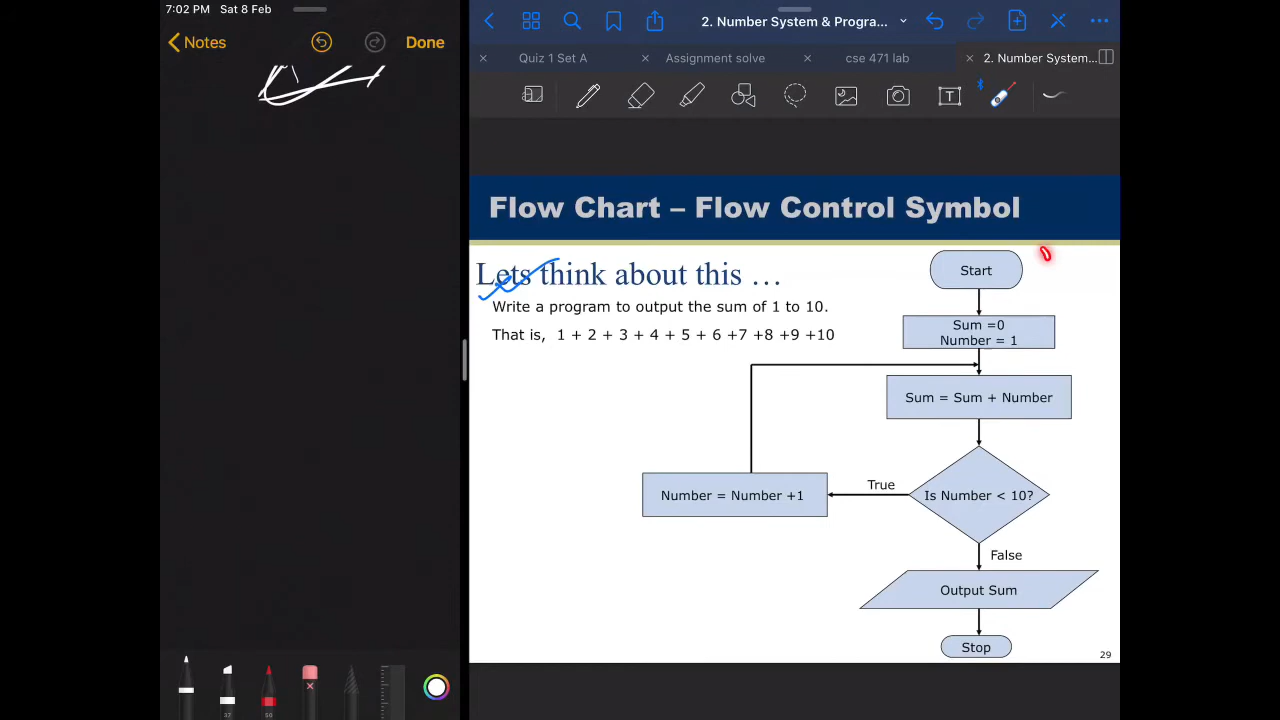 7:02 PM Sat 8 Feb
Notes
Done
37
50
2. Number System & Progra...
Quiz 1 Set A
Assignment solve
cse 471 lab
2. Number System...
T
Flow Chart – Flow Control Symbol
Lets think about this …
Write a program to output the sum of 1 to 10.
That is, 1 + 2 + 3 + 4 + 5 + 6 +7 +8 +9 +10
Start
Sum =0
Number = 1
Sum = Sum + Number
Is Number < 10?
True
Number = Number +1
False
Output Sum
Stop
29